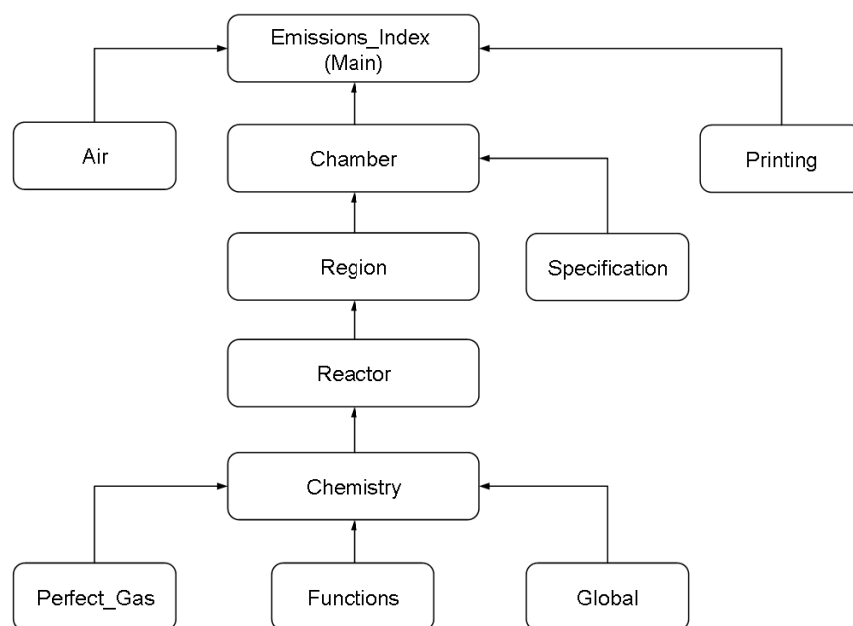 Emissions_Index
(Main)
Air
Chamber
Printing
Region
Specification
Reactor
Chemistry
Perfect_Gas
Functions
Global